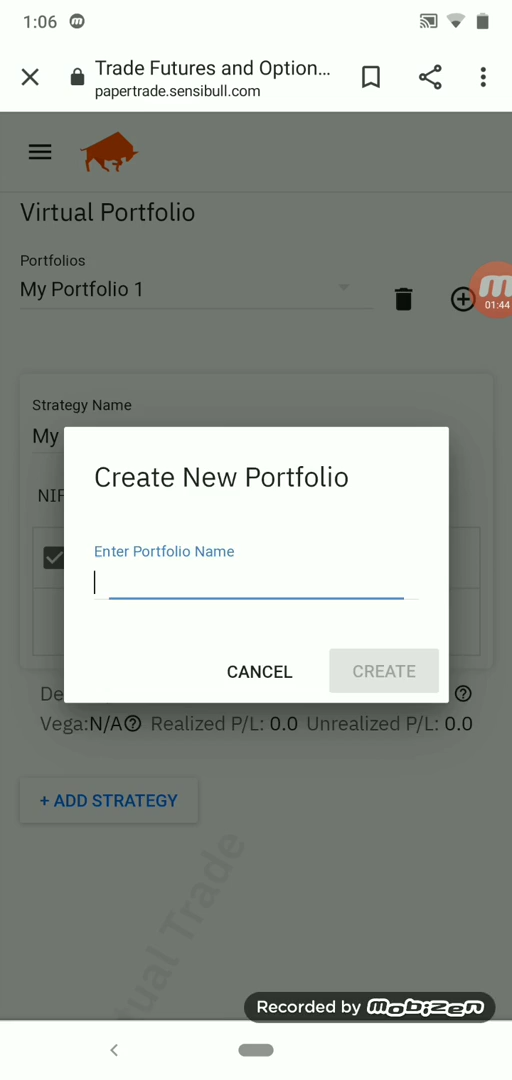 1:06
Trade Futures and Option...
papertrade.sensibull.com
Virtual Portfolio
Portfolios
My Portfolio 1
01:44
Strategy Name
My
NIF
Create New Portfolio
Enter Portfolio Name
CANCEL
CREATE
De
Vega:N/A Realized P/L: 0.0 Unrealized P/L: 0.0
+ ADD STRATEGY
tual Trade
Recorded by mobizen